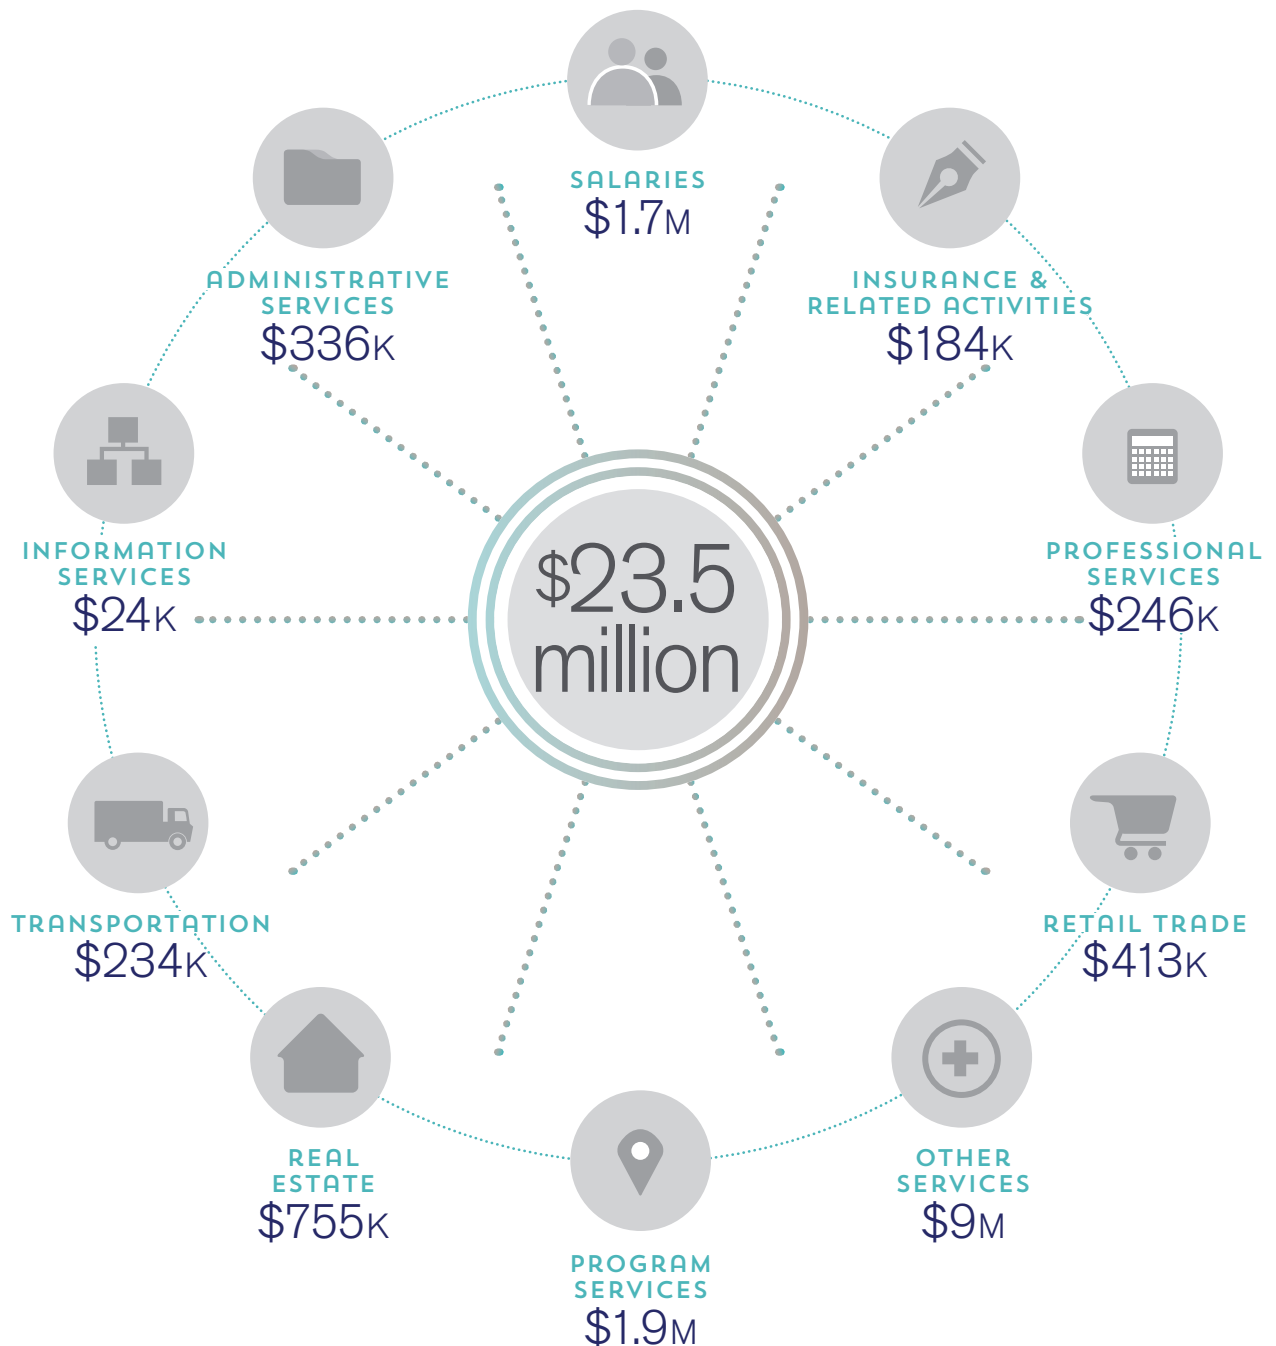 SALARIES
$1.7M
INSURANCE &
RELATED ACTIVITIES
$184K
PROFESSIONAL
SERVICES
$246K
RETAIL TRADE
$413K
OTHER
SERVICES
$9M
PROGRAM
SERVICES
$1.9M
REAL
ESTATE
$755K
TRANSPORTATION
$234K
INFORMATION
SERVICES
$24K
ADMINISTRATIVE
SERVICES
$336K
$23.5
million